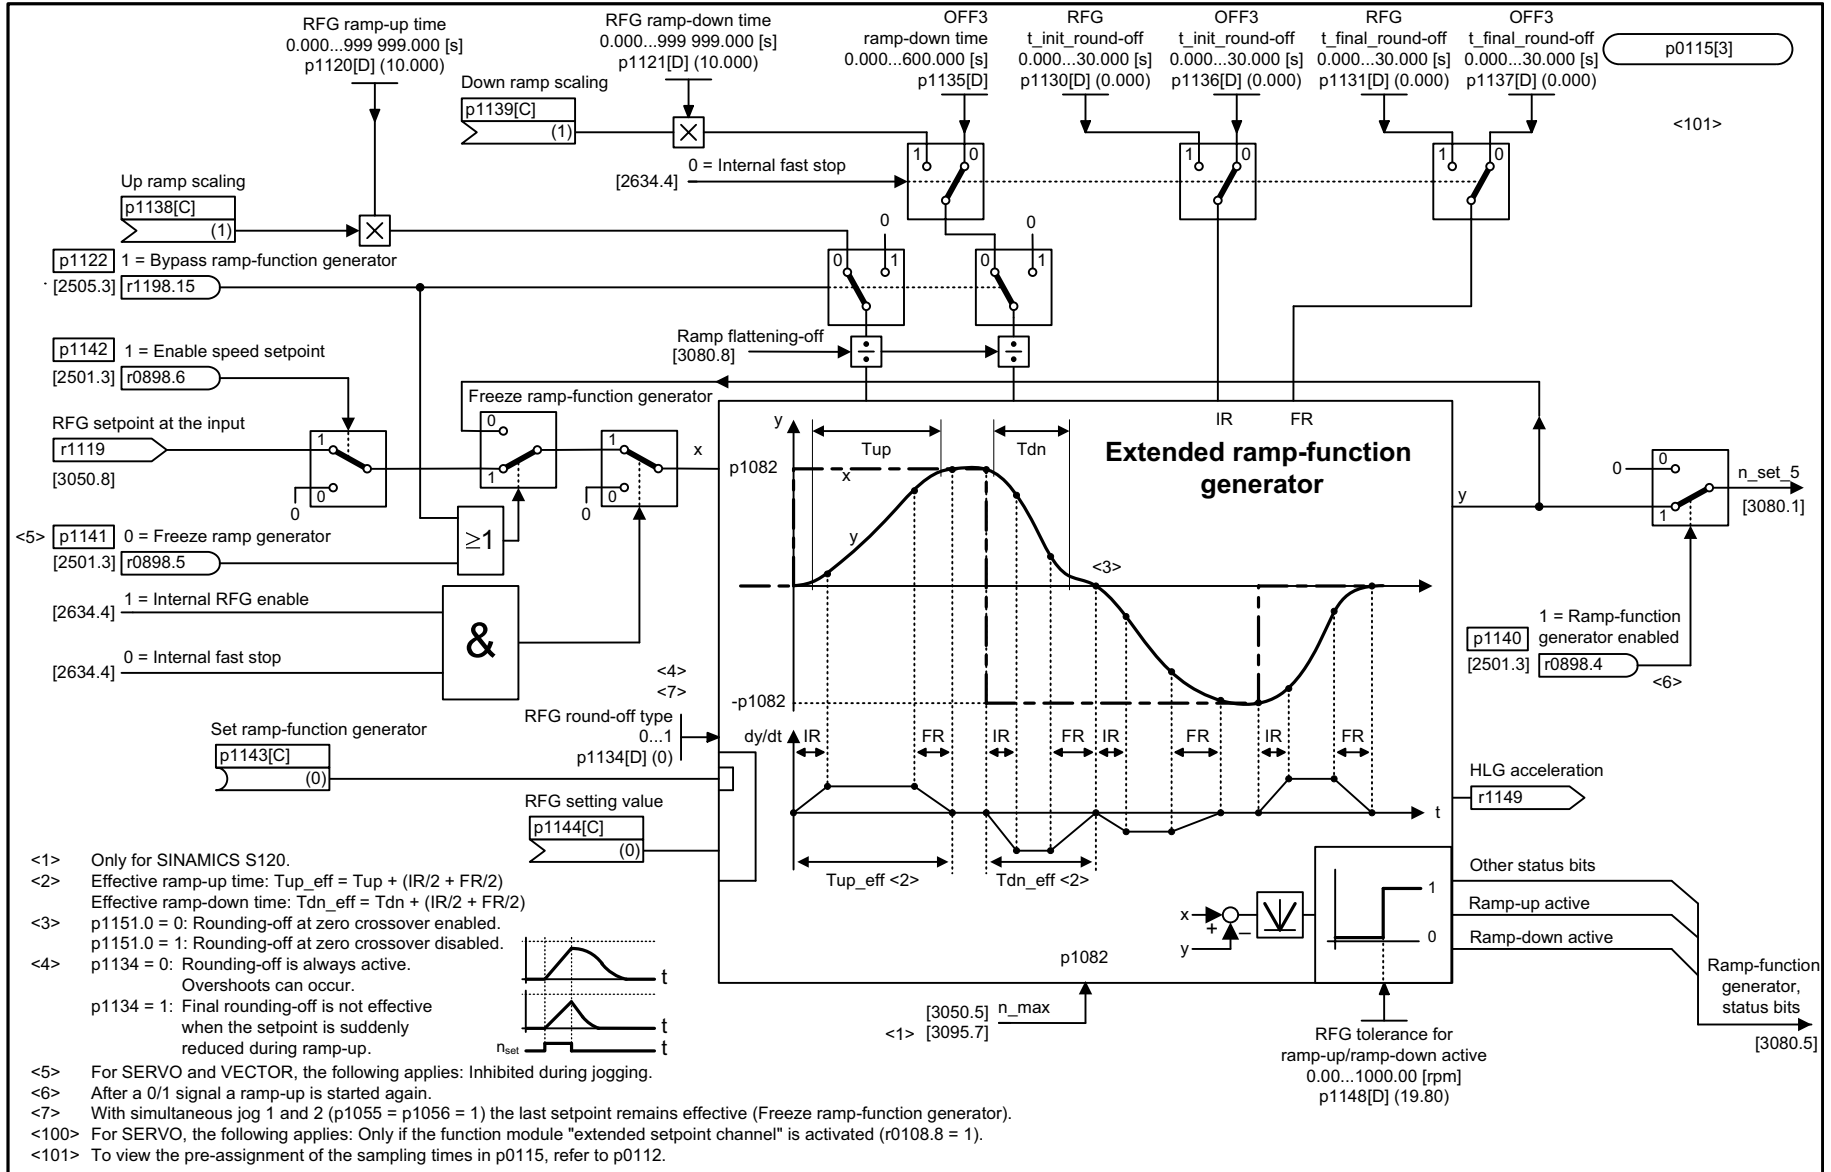 RFG ramp-up time
0.000...999 999.000 [s]
p1120[D] (10.000)
RFG ramp-down time
0.000...999 999.000 [s]
p1121[D] (10.000)
OFF3
ramp-down time
0.000...600.000 [s]
p1135[D]
RFG
t_init_round-off
0.000...30.000 [s]
p1130[D] (0.000)
OFF3
t_init_round-off
0.000...30.000 [s]
p1136[D] (0.000)
RFG
t_final_round-off
0.000...30.000 [s]
p1131[D] (0.000)
OFF3
t_final_round-off
0.000...30.000 [s]
p1137[D] (0.000)
p0115[3]
<101>
Down ramp scaling
p1139[C]
(1)
1 0
1 0
1 0
0 = Internal fast stop
[2634.4]
Up ramp scaling
p1138[C]
(1)
0
0
0 1
0 1
p1122 1 = Bypass ramp-function generator
[2505.3] r1198.15
Ramp flattening-off
[3080.8]
÷
÷
p1142 1 = Enable speed setpoint
[2501.3] r0898.6
Freeze ramp-function generator
RFG setpoint at the input
r1119
[3050.8]
1
0
0
0
1
1
0
0
x
<5> p1141 0 = Freeze ramp generator
[2501.3] r0898.5
≥1
1 = Internal RFG enable
[2634.4]
&
0 = Internal fast stop
[2634.4]
IR FR
Extended ramp-function
generator
y
Tup
Tdn
p1082
x
y
<3>
-p1082
y
0 0
1
n_set_5
[3080.1]
1 = Ramp-function
generator enabled
p1140
[2501.3] r0898.4
<6>
<4>
<7>
RFG round-off type
0...1
p1134[D] (0)
Set ramp-function generator
p1143[C]
(0)
RFG setting value
p1144[C]
(0)
dy/dt IR FR IR FR IR FR IR FR
t
Tup_eff <2>
Tdn_eff <2>
HLG acceleration
r1149
x
+
−
y
1
0
p1082
Other status bits
Ramp-up active
Ramp-down active
Ramp-function
generator,
status bits
[3080.5]
[3050.5] n_max
<1> [3095.7]
RFG tolerance for
ramp-up/ramp-down active
0.00...1000.00 [rpm]
p1148[D] (19.80)
<1> Only for SINAMICS S120.
<2> Effective ramp-up time: Tup_eff = Tup + (IR/2 + FR/2)
Effective ramp-down time: Tdn_eff = Tdn + (IR/2 + FR/2)
<3> p1151.0 = 0: Rounding-off at zero crossover enabled.
p1151.0 = 1: Rounding-off at zero crossover disabled.
<4> p1134 = 0: Rounding-off is always active.
Overshoots can occur.
p1134 = 1: Final rounding-off is not effective
when the setpoint is suddenly
reduced during ramp-up.
t
t
nset t
<5> For SERVO and VECTOR, the following applies: Inhibited during jogging.
<6> After a 0/1 signal a ramp-up is started again.
<7> With simultaneous jog 1 and 2 (p1055 = p1056 = 1) the last setpoint remains effective (Freeze ramp-function generator).
<100> For SERVO, the following applies: Only if the function module "extended setpoint channel" is activated (r0108.8 = 1).
<101> To view the pre-assignment of the sampling times in p0115, refer to p0112.